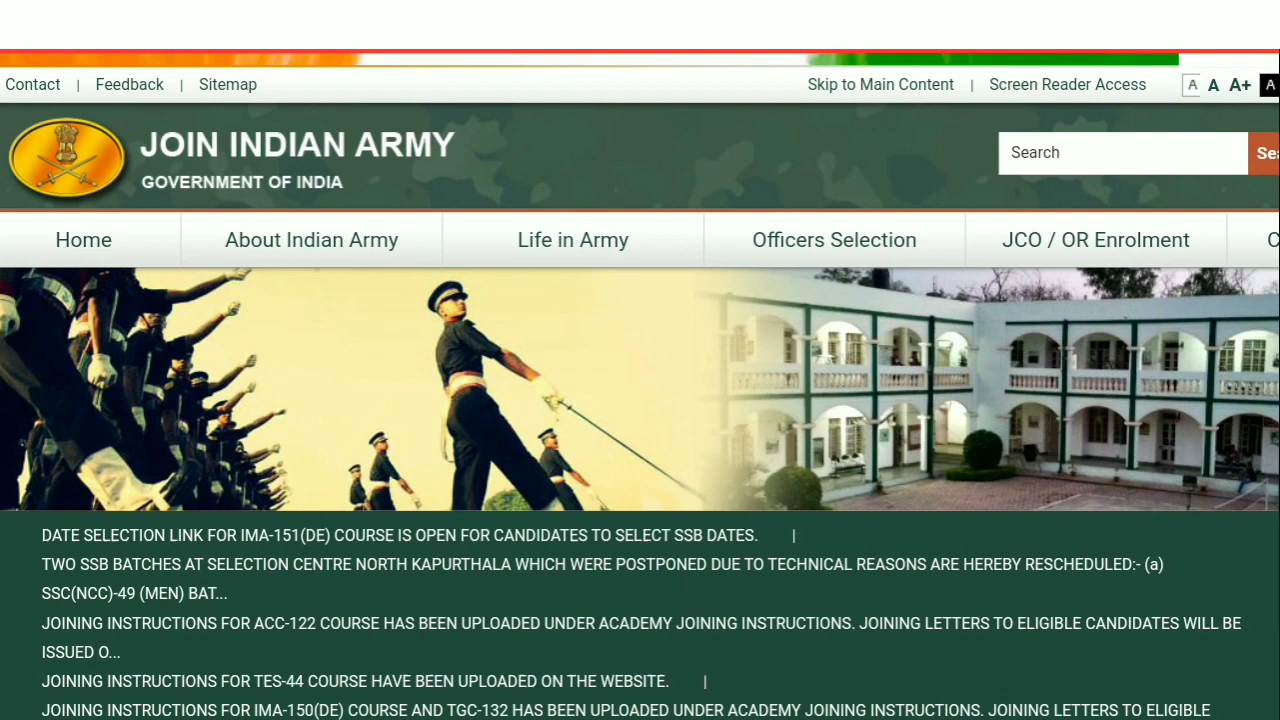 Contact | Feedback | Sitemap
Skip to Main Content | Screen Reader Access A A A+ A
JOIN INDIAN ARMY
GOVERNMENT OF INDIA
Search
Sea
Home
About Indian Army
Life in Army
Officers Selection
JCO / OR Enrolment
DATE SELECTION LINK FOR IMA-151(DE) COURSE IS OPEN FOR CANDIDATES TO SELECT SSB DATES. |
TWO SSB BATCHES AT SELECTION CENTRE NORTH KAPURTHALA WHICH WERE POSTPONED DUE TO TECHNICAL REASONS ARE HEREBY RESCHEDULED:- (a)
SSC(NCC)-49 (MEN) BAT...
JOINING INSTRUCTIONS FOR ACC-122 COURSE HAS BEEN UPLOADED UNDER ACADEMY JOINING INSTRUCTIONS. JOINING LETTERS TO ELIGIBLE CANDIDATES WILL BE
ISSUED O...
JOINING INSTRUCTIONS FOR TES-44 COURSE HAVE BEEN UPLOADED ON THE WEBSITE. |
JOINING INSTRUCTIONS FOR IMA-150(DE) COURSE AND TGC-132 HAS BEEN UPLOADED UNDER ACADEMY JOINING INSTRUCTIONS. JOINING LETTERS TO ELIGIBLE